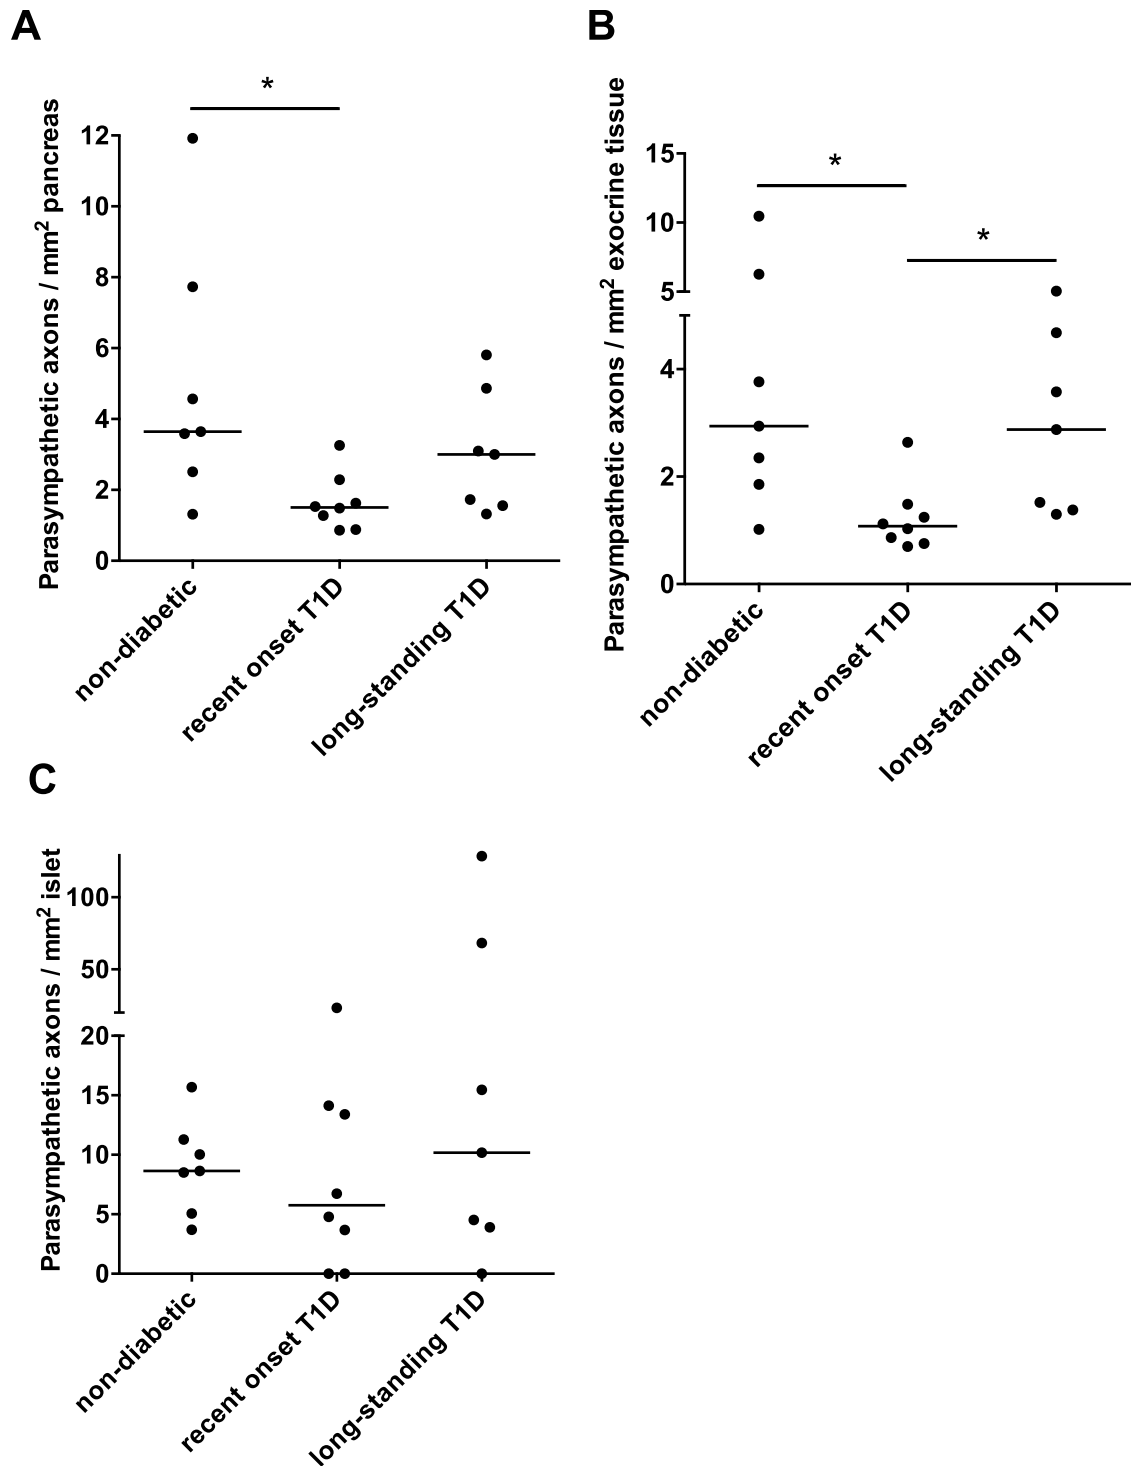 A
*
Parasympathetic axons / mm² pancreas
12
10
8
6
4
2
0
non-diabetic
recent onset T1D
long-standing T1D
B
*
*
Parasympathetic axons / mm² exocrine tissue
15
10
5
4
2
0
non-diabetic
recent onset T1D
long-standing T1D
C
Parasympathetic axons / mm² islet
100
50
20
15
10
5
0
non-diabetic
recent onset T1D
long-standing T1D